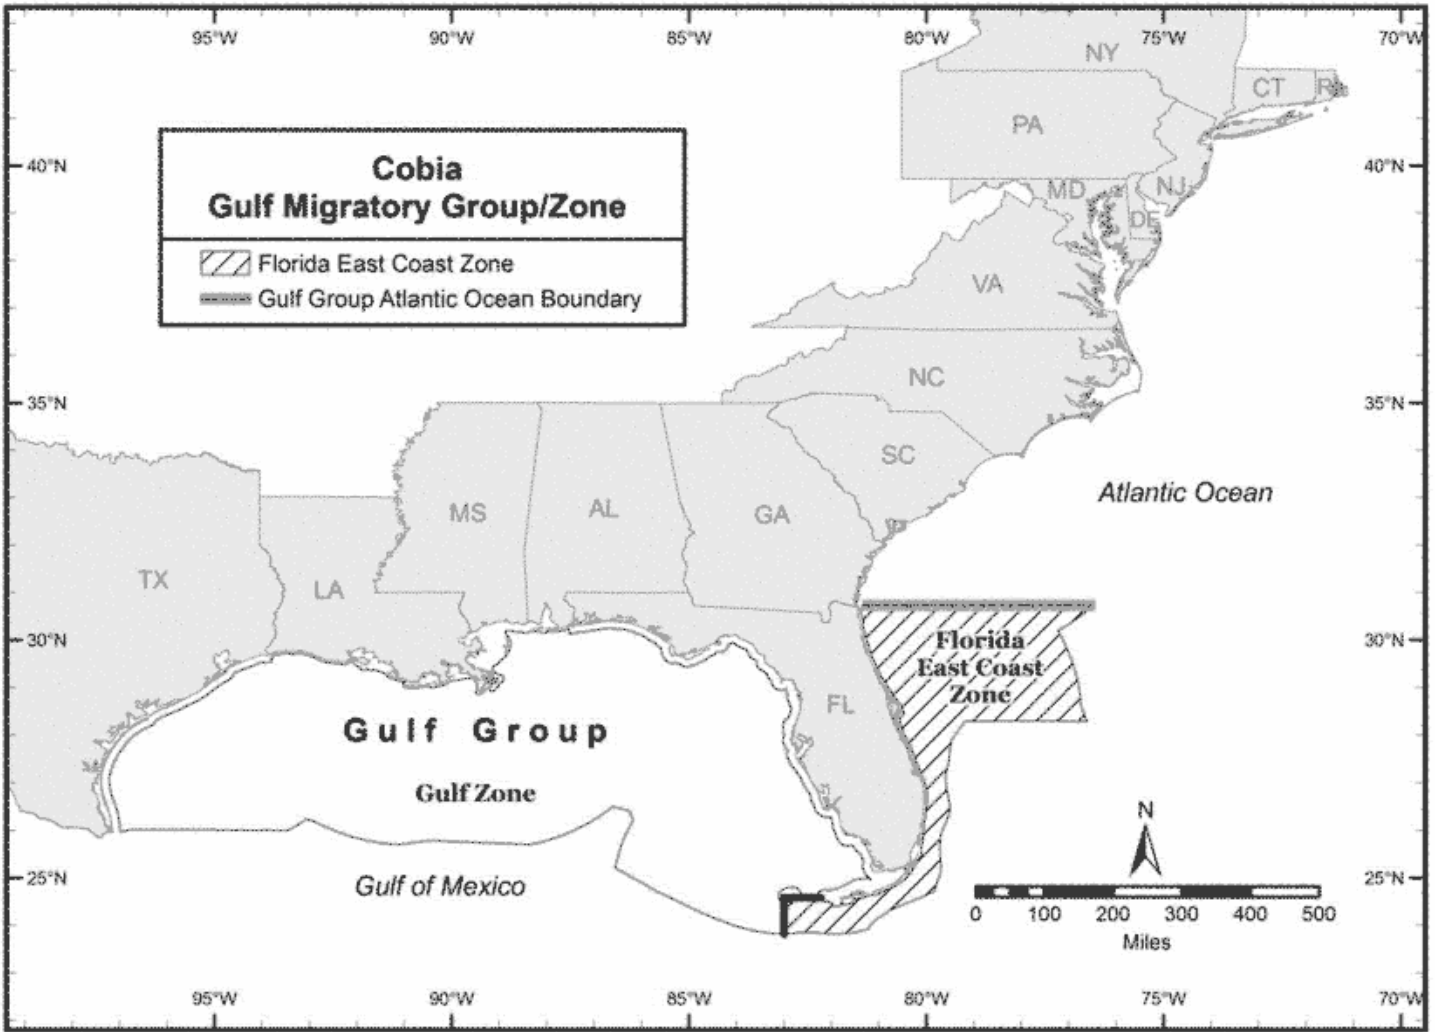 95°W 90°W 85°W 80°W 75°W 70°W
NY
CT
PA
40°N 40°N
Cobia
Gulf Migratory Group/Zone
Florida East Coast Zone
Gulf Group Atlantic Ocean Boundary
MD
NJ
DE
VA
NC
35°N 35°N
SC
Atlantic Ocean
MS
AL
GA
TX
LA
30°N 30°N
Florida
East Coast
Zone
FL
Gulf Group
Gulf Zone
N
25°N 25°N
Gulf of Mexico
0 100 200 300 400 500
Miles
95°W 90°W 85°W 80°W 75°W 70°W